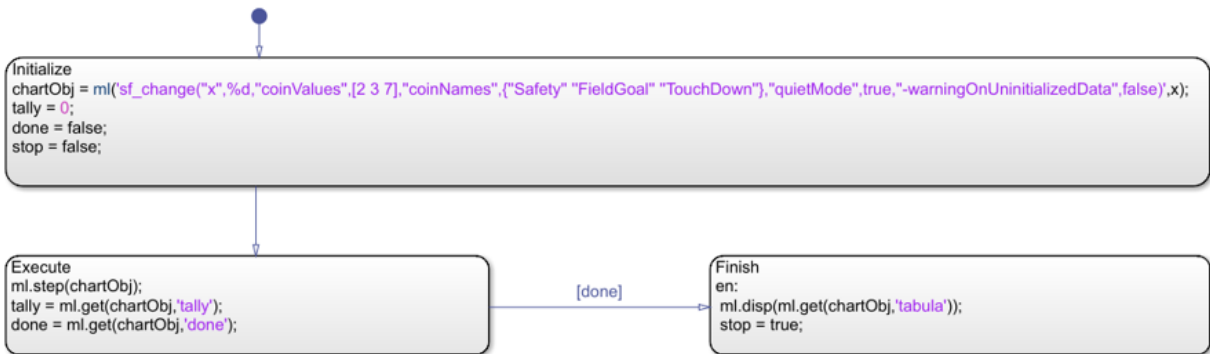 Initialize
chartObj = ml('sf_change("x",%d,"coinValues",[2 3 7],"coinNames",{"Safety" "FieldGoal" "TouchDown"},"quietMode",true,"-warningOnUninitializedData",false)',x);
tally = 0;
done = false;
stop = false;
Execute
ml.step(chartObj);
tally = ml.get(chartObj,'tally');
done = ml.get(chartObj,'done');
[done]
Finish
en:
ml.disp(ml.get(chartObj,'tabula'));
stop = true;